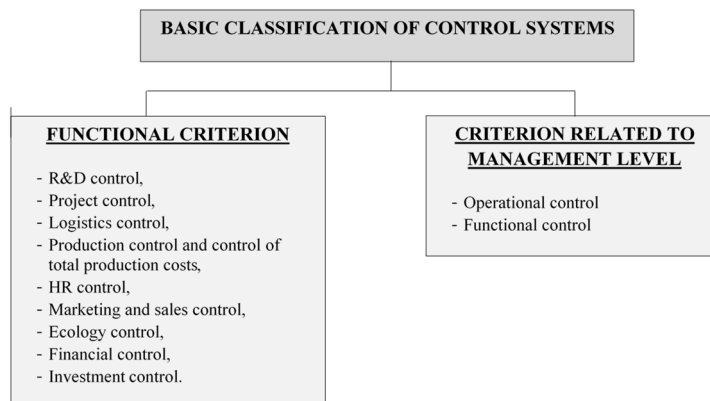 BASIC CLASSIFICATION OF CONTROL SYSTEMS
FUNCTIONAL CRITERION
- R&D control,
- Project control,
- Logistics control,
- Production control and control of
total production costs,
- HR control,
- Marketing and sales control,
- Ecology control,
- Financial control,
- Investment control.
CRITERION RELATED TO
MANAGEMENT LEVEL
- Operational control
- Functional control